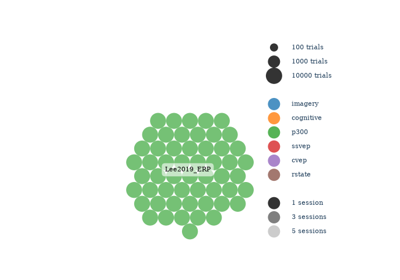 100 trials
1000 trials
10000 trials
imagery
cognitive
p300
ssvep
cvep
rstate
Lee2019_ERP
1 session
3 sessions
5 sessions